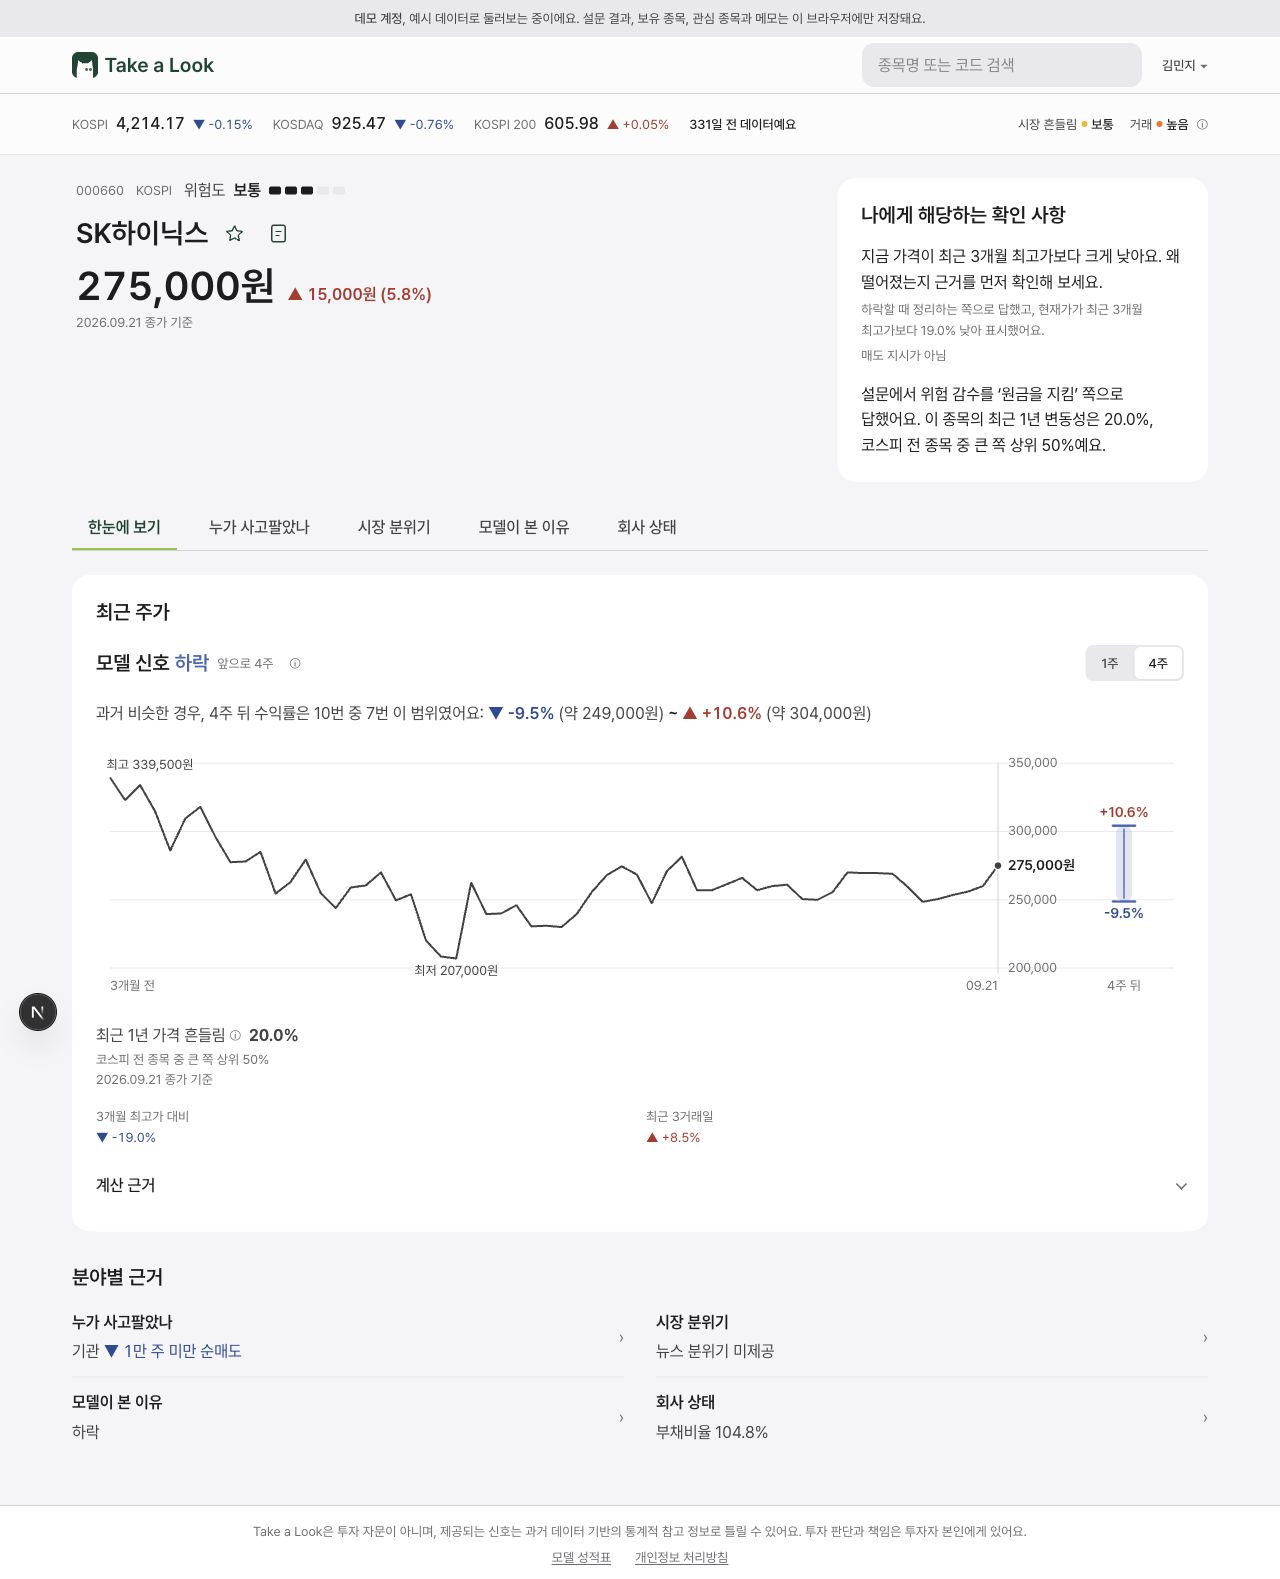 데모 계정, 예시 데이터로 둘러보는 중이에요. 설문 결과, 보유 종목, 관심 종목과 메모는 이 브라우저에만 저장돼요.
Take a Look
종목명 또는 코드 검색
김민지
KOSPI 4,214.17 ▼ -0.15% KOSDAQ 925.47 ▼ -0.76% KOSPI 200 605.98 ▲ +0.05% 331일 전 데이터예요
시장 흔들림 보통 거래 높음
000660 KOSPI 위험도 보통
SK하이닉스
275,000원 ▲ 15,000원 (5.8%)
2026.09.21 종가 기준
나에게 해당하는 확인 사항
지금 가격이 최근 3개월 최고가보다 크게 낮아요. 왜
떨어졌는지 근거를 먼저 확인해 보세요.
하락할 때 정리하는 쪽으로 답했고, 현재가가 최근 3개월
최고가보다 19.0% 낮아 표시했어요.
매도 지시가 아님
설문에서 위험 감수를 ‘원금을 지킴’ 쪽으로
답했어요. 이 종목의 최근 1년 변동성은 20.0%,
코스피 전 종목 중 큰 쪽 상위 50%예요.
한눈에 보기 누가 사고팔았나 시장 분위기 모델이 본 이유 회사 상태
최근 주가
모델 신호 하락 앞으로 4주
1주 4주
과거 비슷한 경우, 4주 뒤 수익률은 10번 중 7번 이 범위였어요: ▼ -9.5% (약 249,000원) ~ ▲ +10.6% (약 304,000원)
최고 339,500원
350,000
+10.6%
300,000
275,000원
250,000
-9.5%
최저 207,000원
200,000
3개월 전
09.21
4주 뒤
최근 1년 가격 흔들림 20.0%
코스피 전 종목 중 큰 쪽 상위 50%
2026.09.21 종가 기준
3개월 최고가 대비
▼ -19.0%
최근 3거래일
▲ +8.5%
계산 근거
분야별 근거
누가 사고팔았나
기관 ▼ 1만 주 미만 순매도
시장 분위기
뉴스 분위기 미제공
모델이 본 이유
하락
회사 상태
부채비율 104.8%
Take a Look은 투자 자문이 아니며, 제공되는 신호는 과거 데이터 기반의 통계적 참고 정보로 틀릴 수 있어요. 투자 판단과 책임은 투자자 본인에게 있어요.
모델 성적표 개인정보 처리방침